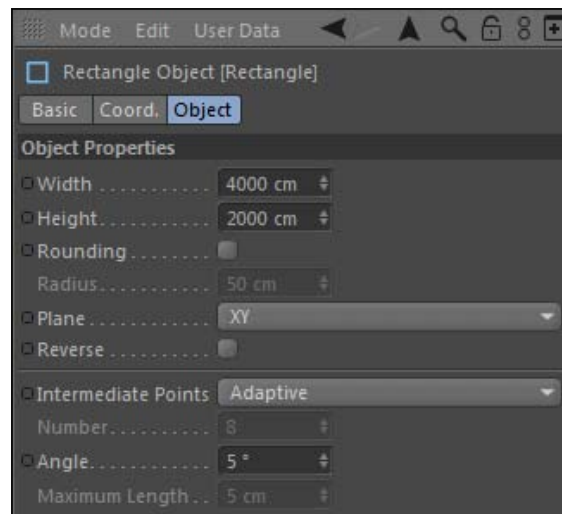 Mode Edit User Data
Rectangle Object [Rectangle]
Basic Coord. Object
Object Properties
Width . . . . . . . . . . . 4000 cm
Height. . . . . . . . . . . 2000 cm
Rounding . . . . . . . .
Radius. . . . . . . . . . . 50 cm
Plane . . . . . . . . . . . . XY
Reverse . . . . . . . . . .
Intermediate Points Adaptive
Number. . . . . . . . . . 8
Angle. . . . . . . . . . . . 5 °
Maximum Length . . 5 cm